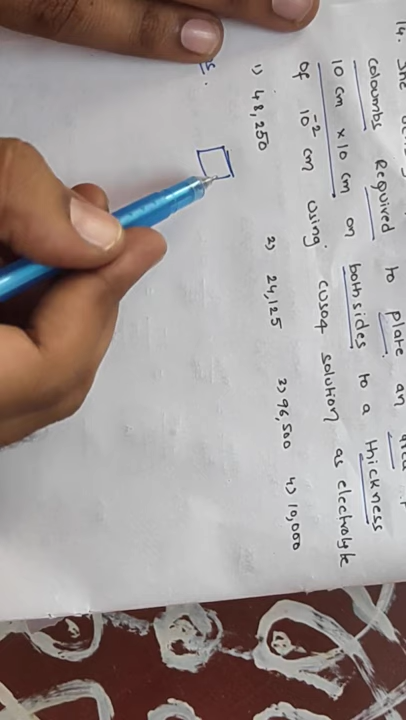 14. The
coloumbs Required to plate an
10 cm x 10 cm on both sides to a thickness
of 10⁻² cm using cuso4 solution as electrolyte
1) 48,250 2) 24,125 3) 96,500 4) 10,000